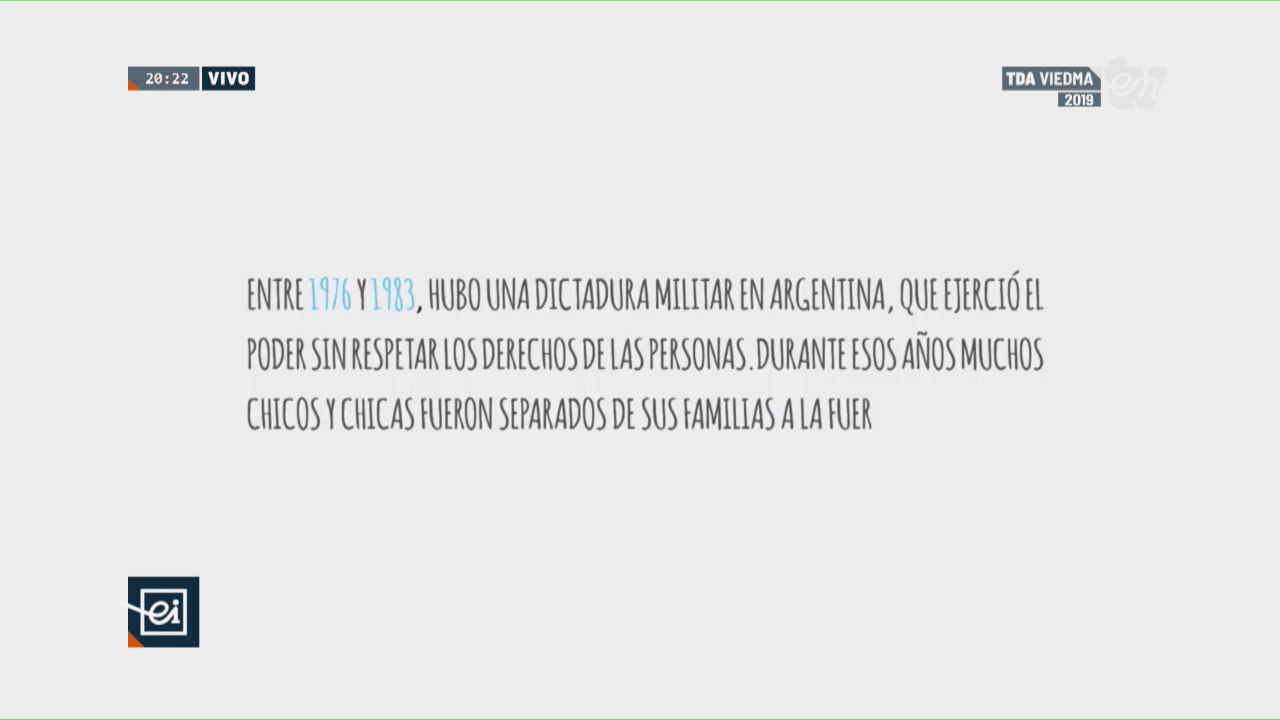 20:22 VIVO
TDA VIEDMA
ten
2019
ENTRE 1976 Y 1983, HUBO UNA DICTADURA MILITAR EN ARGENTINA, QUE EJERCIÓ EL
PODER SIN RESPETAR LOS DERECHOS DE LAS PERSONAS. DURANTE ESOS AÑOS MUCHOS
CHICOS Y CHICAS FUERON SEPARADOS DE SUS FAMILIAS A LA FUER
ei